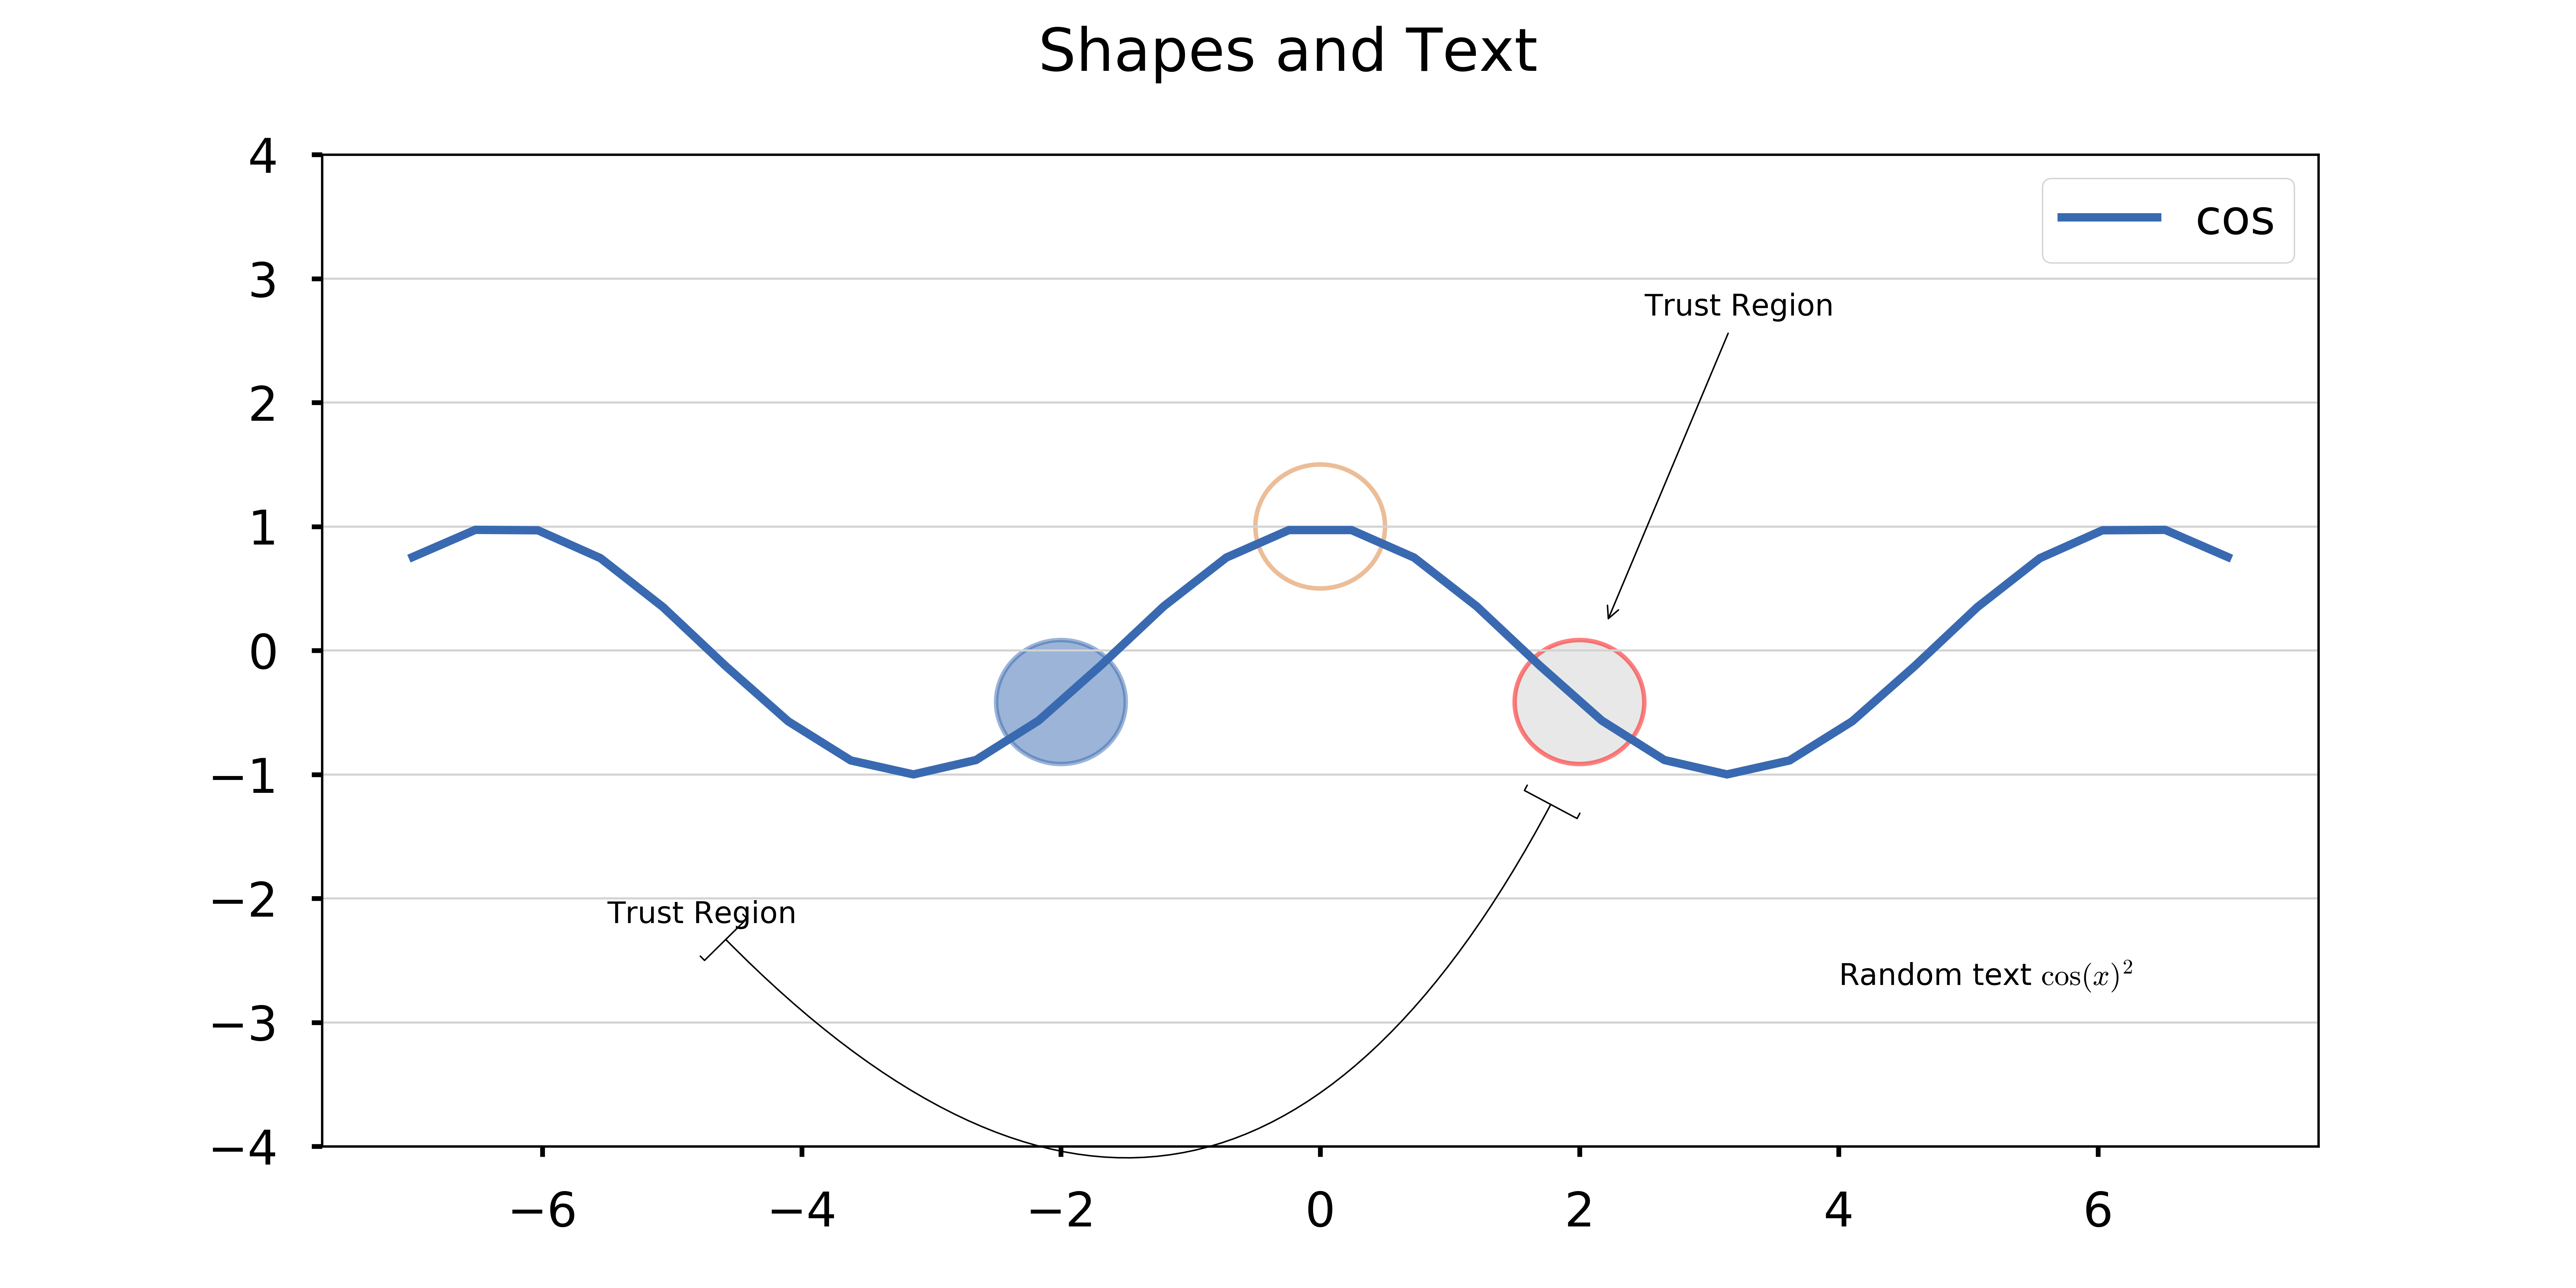 Shapes and Text
4
cos
3
Trust Region
2
1
0
−1
−2
Trust Region
Random text cos(x)²
−3
−4
−6 −4 −2 0 2 4 6